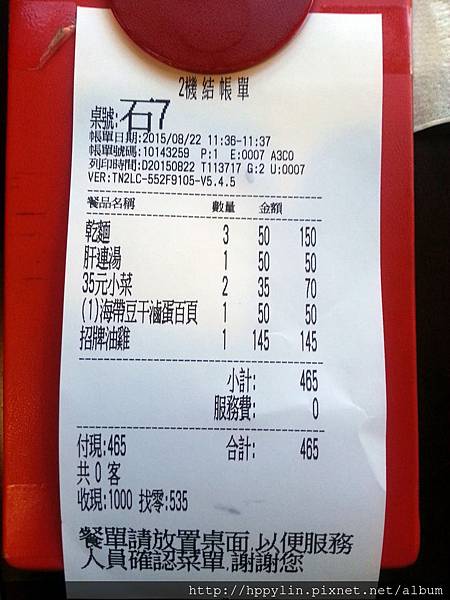 2機結帳單
桌號:石7
帳單日期:2015/08/22 11:36-11:37
帳單號碼:10143259 P:1 E:0007 A3C0
列印時間:D20150822 T113717 G:2 U:0007
VER:TN2LC-552F9105-V5.4.5
餐品名稱 數量 金額
乾麵 3 50 150
肝連湯 1 50 50
35元小菜 2 35 70
(1)海帶豆干滷蛋百頁 1 50 50
招牌油雞 1 145 145
小計: 465
服務費: 0
付現:465 合計: 465
共 0 客
收現:1000 找零:535
餐單請放置桌面,以便服務
人員確認菜單,謝謝您
http://hppylin.pixnet.net/album